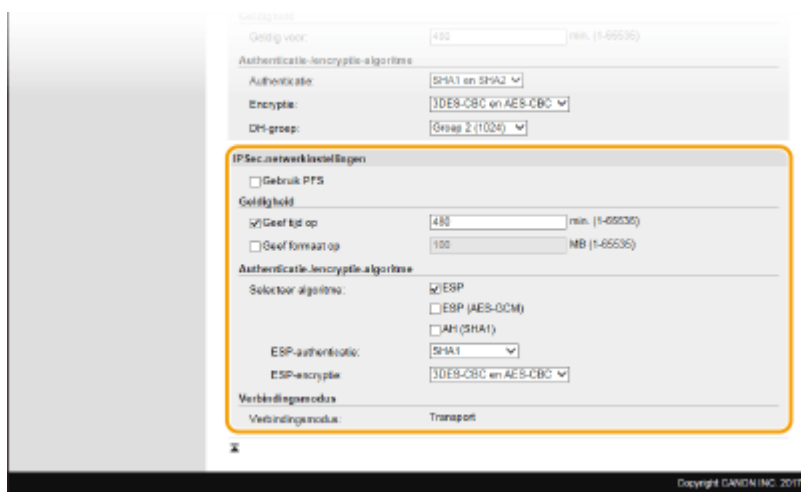 Geldigheid
Geldig voor: 480 min. (1-65535)
Authenticatie-/encryptie-algoritme
Authenticatie: SHA1 en SHA2
Encryptie: 3DES-CBC en AES-CBC
DH-groep: Groep 2 (1024)
IPSec.netwerkinstellingen
Gebruik PFS
Geldigheid
Geef tijd op 480 min. (1-65535)
Geef formaat op 100 MB (1-65535)
Authenticatie-/encryptie-algoritme
Selecteer algoritme: ESP
ESP (AES-GCM)
AH (SHA1)
ESP-authenticatie: SHA1
ESP-encryptie: 3DES-CBC en AES-CBC
Verbindingsmodus
Verbindingsmodus: Transport
Copyright CANON INC. 2017